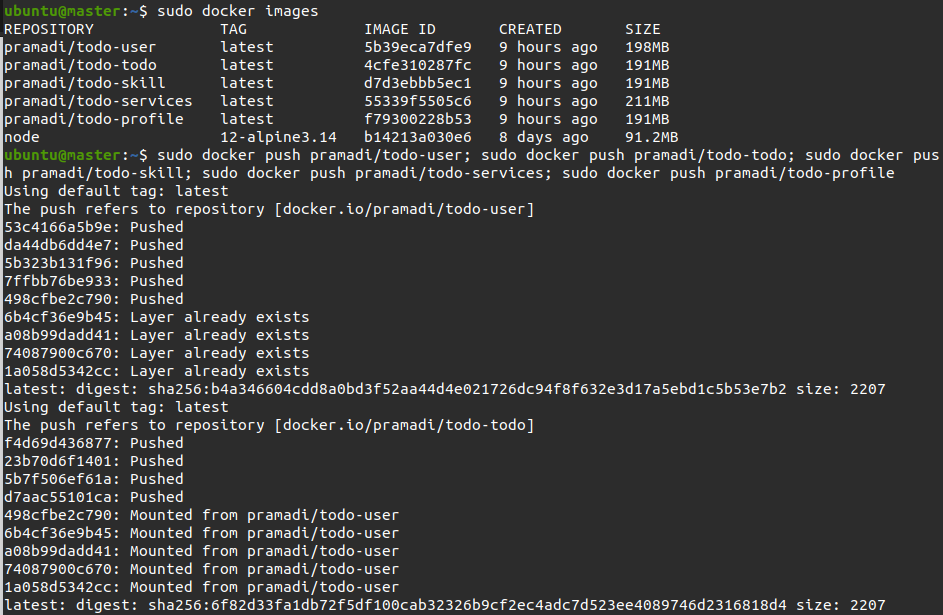 ubuntu@master:~$ sudo docker images
REPOSITORY TAG IMAGE ID CREATED SIZE
pramadi/todo-user latest 5b39eca7dfe9 9 hours ago 198MB
pramadi/todo-todo latest 4cfe310287fc 9 hours ago 191MB
pramadi/todo-skill latest d7d3ebbb5ec1 9 hours ago 191MB
pramadi/todo-services latest 55339f5505c6 9 hours ago 211MB
pramadi/todo-profile latest f79300228b53 9 hours ago 191MB
node 12-alpine3.14 b14213a030e6 8 days ago 91.2MB
ubuntu@master:~$ sudo docker push pramadi/todo-user; sudo docker push pramadi/todo-todo; sudo docker pus
h pramadi/todo-skill; sudo docker push pramadi/todo-services; sudo docker push pramadi/todo-profile
Using default tag: latest
The push refers to repository [docker.io/pramadi/todo-user]
53c4166a5b9e: Pushed
da44db6dd4e7: Pushed
5b323b131f96: Pushed
7ffbb76be933: Pushed
498cfbe2c790: Pushed
6b4cf36e9b45: Layer already exists
a08b99dadd41: Layer already exists
74087900c670: Layer already exists
1a058d5342cc: Layer already exists
latest: digest: sha256:b4a346604cdd8a0bd3f52aa44d4e021726dc94f8f632e3d17a5ebd1c5b53e7b2 size: 2207
Using default tag: latest
The push refers to repository [docker.io/pramadi/todo-todo]
f4d69d436877: Pushed
23b70d6f1401: Pushed
5b7f506ef61a: Pushed
d7aac55101ca: Pushed
498cfbe2c790: Mounted from pramadi/todo-user
6b4cf36e9b45: Mounted from pramadi/todo-user
a08b99dadd41: Mounted from pramadi/todo-user
74087900c670: Mounted from pramadi/todo-user
1a058d5342cc: Mounted from pramadi/todo-user
latest: digest: sha256:6f82d33fa1db72f5df100cab32326b9cf2ec4adc7d523ee4089746d2316818d4 size: 2207